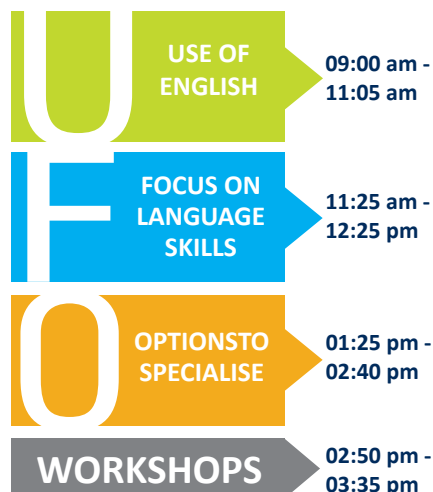 U
USE OF
ENGLISH
09:00 am -
11:05 am
F
FOCUS ON
LANGUAGE
SKILLS
11:25 am -
12:25 pm
O
OPTIONSTO
SPECIALISE
01:25 pm -
02:40 pm
WORKSHOPS
02:50 pm -
03:35 pm